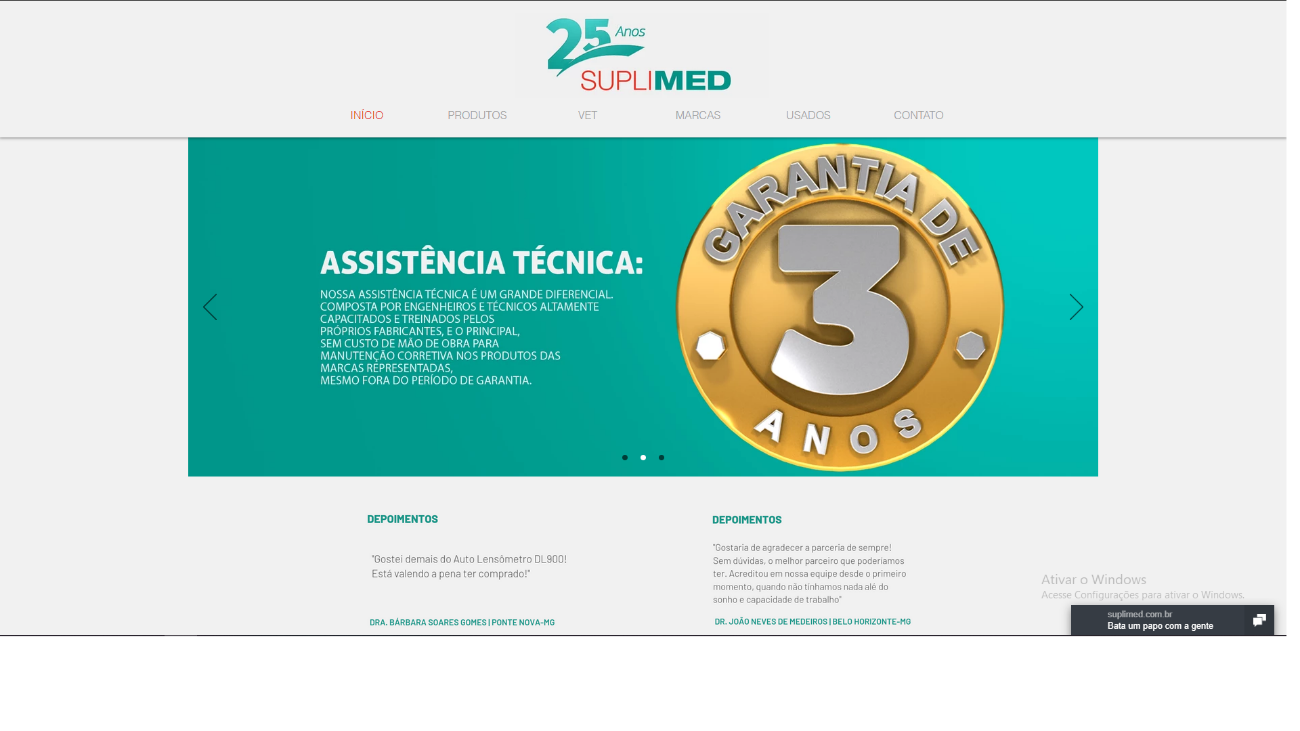 25 Anos
SUPLIMED
INÍCIO PRODUTOS VET MARCAS USADOS CONTATO
GARANTIA DE
3
ANOS
ASSISTÊNCIA TÉCNICA:
NOSSA ASSISTÊNCIA TÉCNICA É UM GRANDE DIFERENCIAL.
COMPOSTA POR ENGENHEIROS E TÉCNICOS ALTAMENTE
CAPACITADOS E TREINADOS PELOS
PRÓPRIOS FABRICANTES, E O PRINCIPAL,
SEM CUSTO DE MÃO DE OBRA PARA
MANUTENÇÃO CORRETIVA NOS PRODUTOS DAS
MARCAS REPRESENTADAS,
MESMO FORA DO PERÍODO DE GARANTIA.
DEPOIMENTOS
"Gostei demais do Auto Lensômetro DL900!
Está valendo a pena ter comprado!"
DRA. BÁRBARA SOARES GOMES | PONTE NOVA-MG
DEPOIMENTOS
"Gostaria de agradecer a parceria de sempre!
Sem dúvidas, o melhor parceiro que poderíamos
ter. Acreditou em nossa equipe desde o primeiro
momento, quando não tínhamos nada até do
sonho e capacidade de trabalho"
DR. JOÃO NEVES DE MEDEIROS | BELO HORIZONTE-MG
Ativar o Windows
Acesse Configurações para ativar o Windows.
suplimed.com.br
Bata um papo com a gente